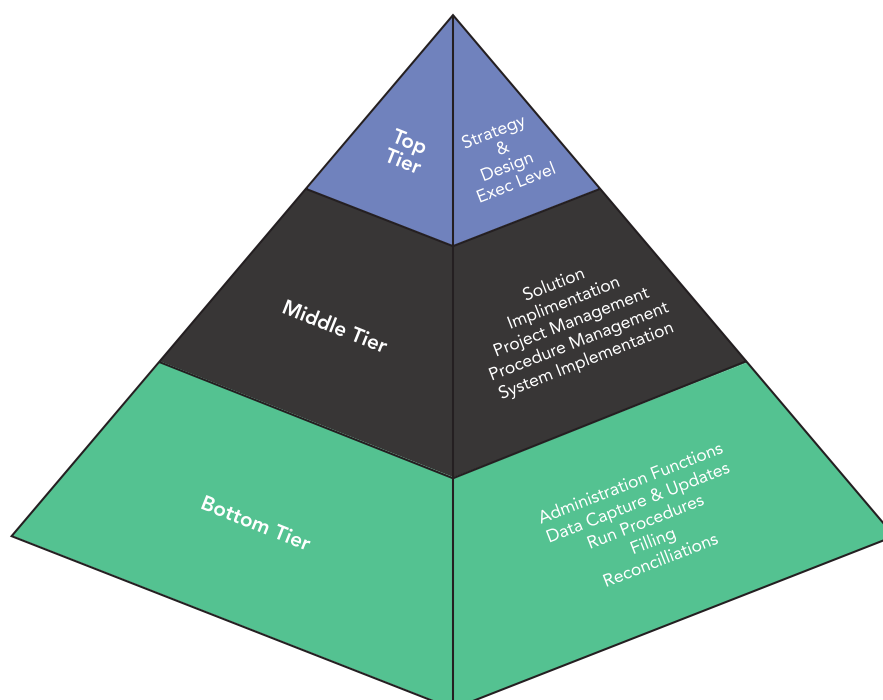 Top
Tier
Strategy
&
Design
Exec Level
Middle Tier
Solution
Implimentation
Project Management
Procedure Management
System Implementation
Bottom Tier
Administration Functions
Data Capture & Updates
Run Procedures
Filling
Reconcilliations